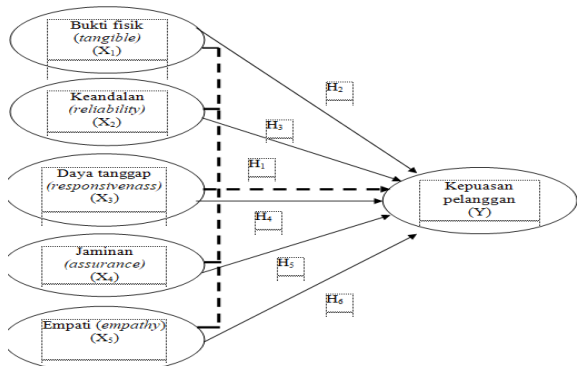 Bukti fisik
(tangible)
(X₁)
Keandalan
(reliability)
(X₂)
Daya tanggap
(responsivenass)
X₃)
Jaminan
(assurance)
(X₄)
Empati (empathy)
(X₅)
H₂
H₃
H₁
H₄
H₅
H₆
Kepuasan
pelanggan
(Y)